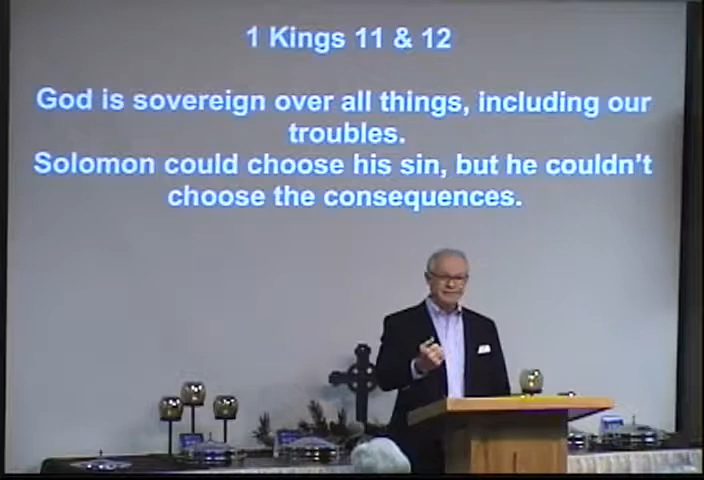 1 Kings 11 & 12
God is sovereign over all things, including our
troubles.
Solomon could choose his sin, but he couldn't
choose the consequences.